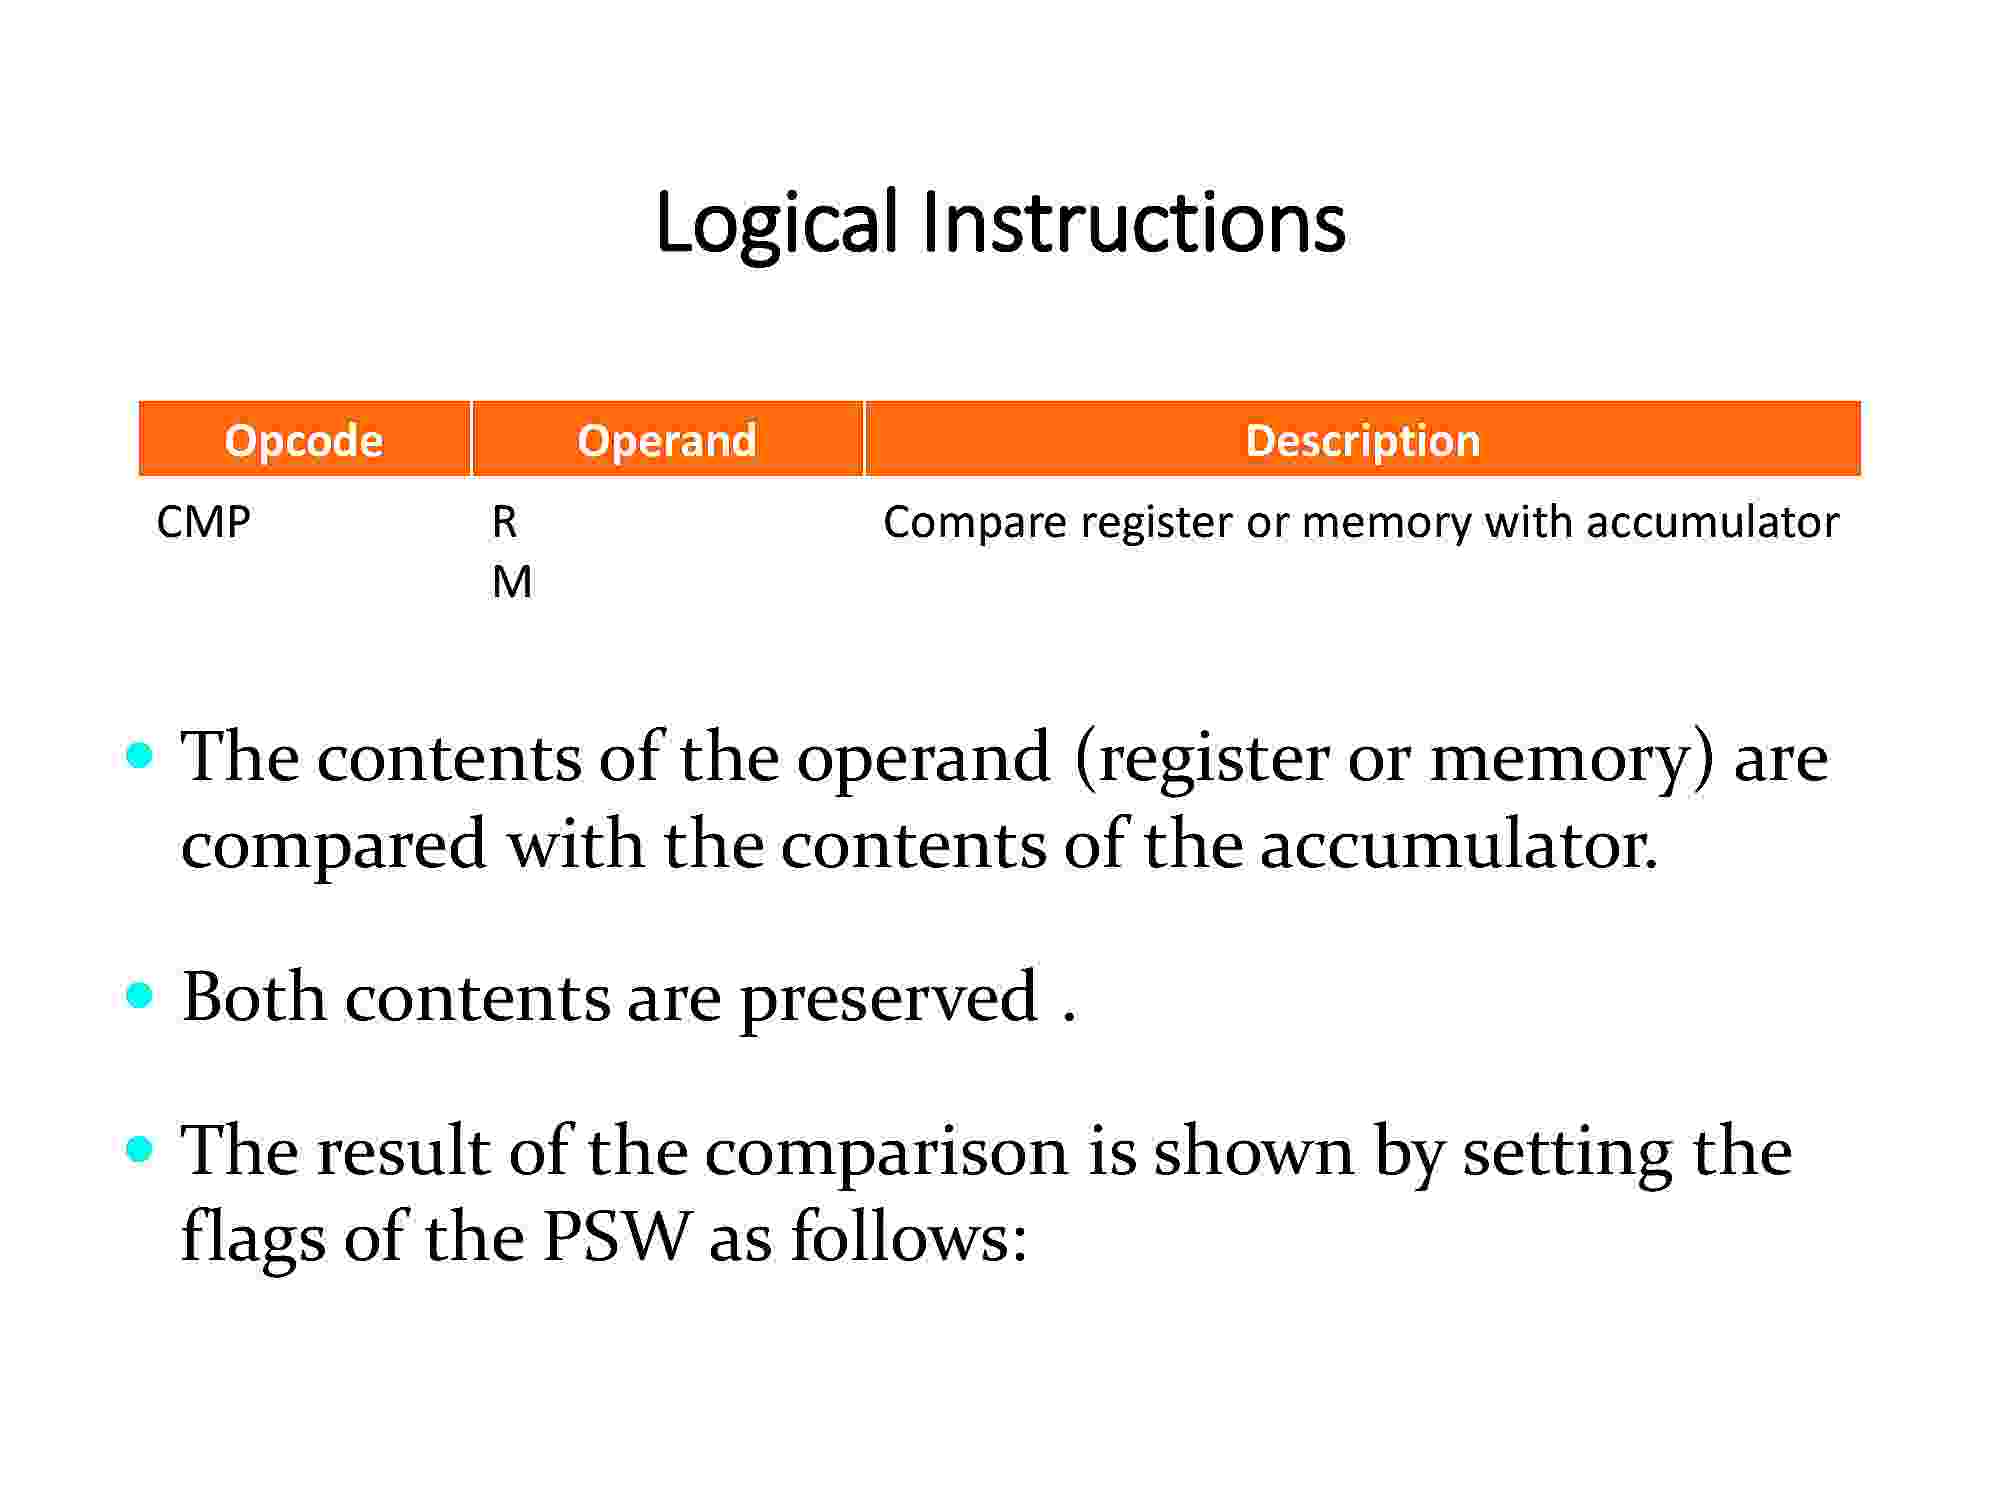 Logical Instructions
Opcode Operand Description
CMP R Compare register or memory with accumulator
M
• The contents of the operand (register or memory) are
compared with the contents of the accumulator.
• Both contents are preserved .
• The result of the comparison is shown by setting the
flags of the PSW as follows: